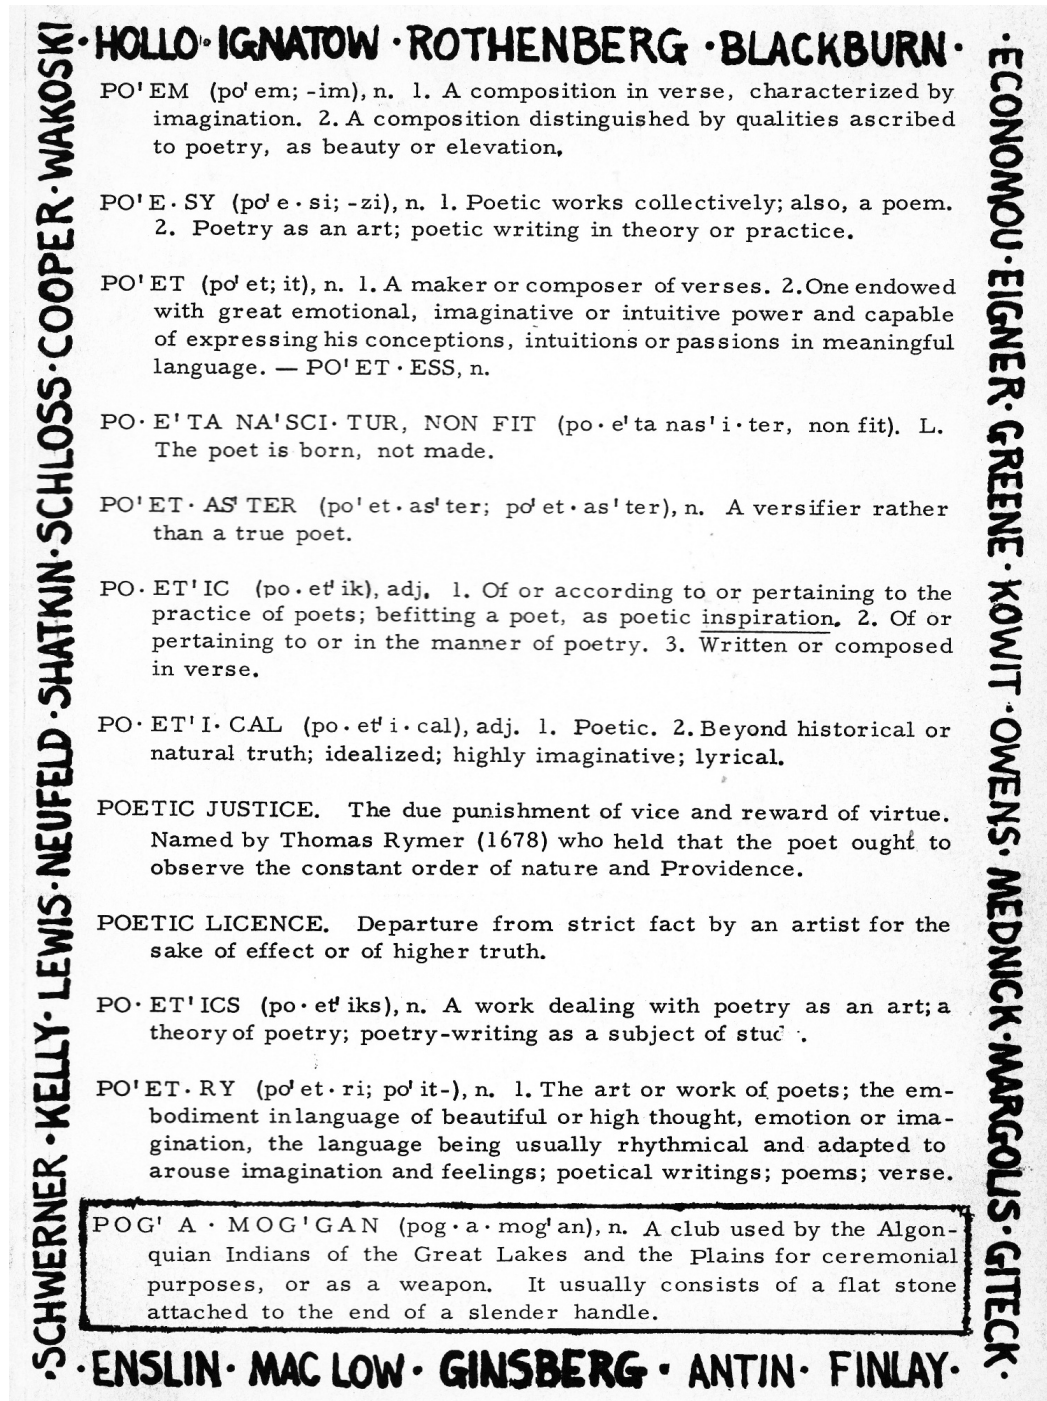 ·HOLLO·IGNATOW·ROTHENBERG·BLACKBURN·
PO'EM (po' em; -im), n. 1. A composition in verse, characterized by
imagination. 2. A composition distinguished by qualities ascribed
to poetry, as beauty or elevation.
PO'E·SY (po' e·si; -zi), n. 1. Poetic works collectively; also, a poem.
2. Poetry as an art; poetic writing in theory or practice.
PO'ET (po' et; it), n. 1. A maker or composer of verses. 2. One endowed
with great emotional, imaginative or intuitive power and capable
of expressing his conceptions, intuitions or passions in meaningful
language. — PO'ET·ESS, n.
PO·E'TA NA'SCI·TUR, NON FIT (po·e' ta nas' i·ter, non fit). L.
The poet is born, not made.
PO'ET·AS'TER (po' et·as' ter; po' et·as' ter), n. A versifier rather
than a true poet.
PO·ET'IC (po·et' ik), adj. 1. Of or according to or pertaining to the
practice of poets; befitting a poet, as poetic inspiration. 2. Of or
pertaining to or in the manner of poetry. 3. Written or composed
in verse.
PO·ET'I·CAL (po·et' i·cal), adj. 1. Poetic. 2. Beyond historical or
natural truth; idealized; highly imaginative; lyrical.
POETIC JUSTICE. The due punishment of vice and reward of virtue.
Named by Thomas Rymer (1678) who held that the poet ought to
observe the constant order of nature and Providence.
POETIC LICENCE. Departure from strict fact by an artist for the
sake of effect or of higher truth.
PO·ET'ICS (po·et' iks), n. A work dealing with poetry as an art; a
theory of poetry; poetry-writing as a subject of
PO'ET·RY (po' et·ri; po' it-), n. 1. The art or work of poets; the em-
bodiment in language of beautiful or high thought, emotion or ima-
gination, the language being usually rhythmical and adapted to
arouse imagination and feelings; poetical writings; poems; verse.
POG' A·MOG'GAN (pog·a·mog' an), n. A club used by the Algon-
quian Indians of the Great Lakes and the Plains for ceremonial
purposes, or as a weapon. It usually consists of a flat stone
attached to the end of a slender handle.
·ECONOMOU·EIGNER·GREENE·KOWIT·OWENS·MEDNICK·MARGOLIS·GITECK·
·ENSLIN·MAC LOW·GINSBERG·ANTIN·FINLAY·
·SCHWERNER·KELLY·LEWIS·NEUFELD·SHATKIN·SCHLOSS·COOPER·WAKOSKI